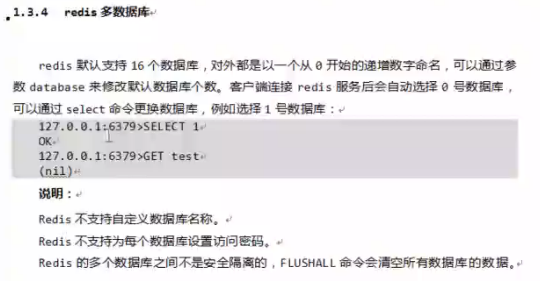 1.3.4 redis 多数据库
redis 默认支持 16 个数据库，对外部是以一个从 0 开始的递增数字命名，可以通过参
数 database 来修改默认数据库个数。客户端连接 redis 服务后会自动选择 0 号数据库，
可以通过 select 命令更换数据库，例如选择 1 号数据库：
127.0.0.1:6379>SELECT 1
OK
127.0.0.1:6379>GET test
(nil)
说明：
Redis 不支持自定义数据库名称。
Redis 不支持为每个数据库设置访问密码。
Redis 的多个数据库之间不是安全隔离的，FLUSHALL 命令会清空所有数据库的数据。